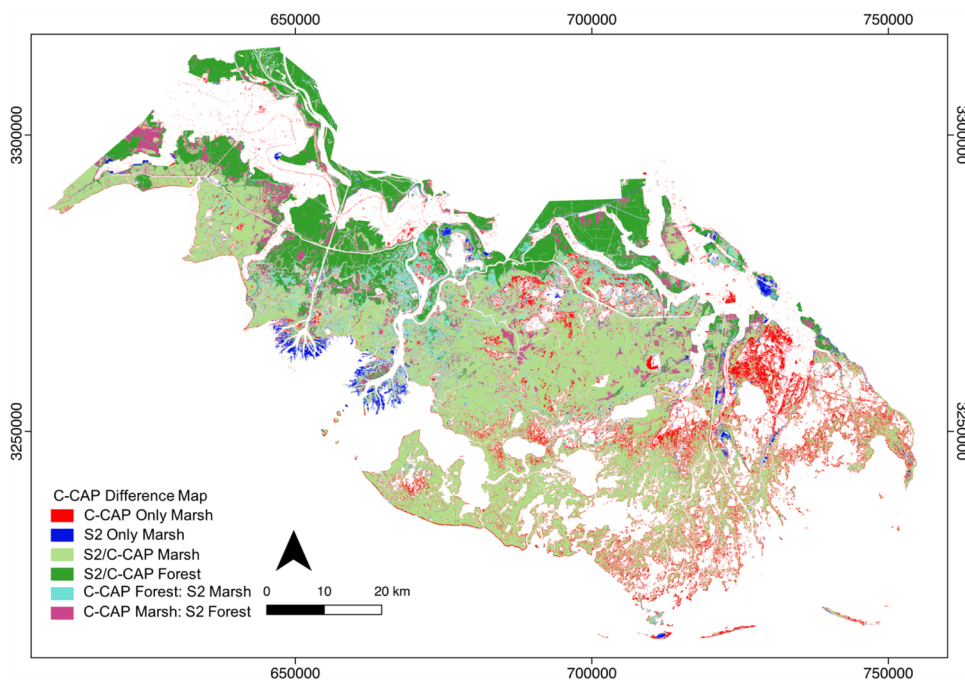 650000 700000 750000
3300000 3300000
3250000 3250000
C-CAP Difference Map
C-CAP Only Marsh
S2 Only Marsh
S2/C-CAP Marsh
S2/C-CAP Forest
C-CAP Forest: S2 Marsh
C-CAP Marsh: S2 Forest
0 10 20 km
650000 700000 750000